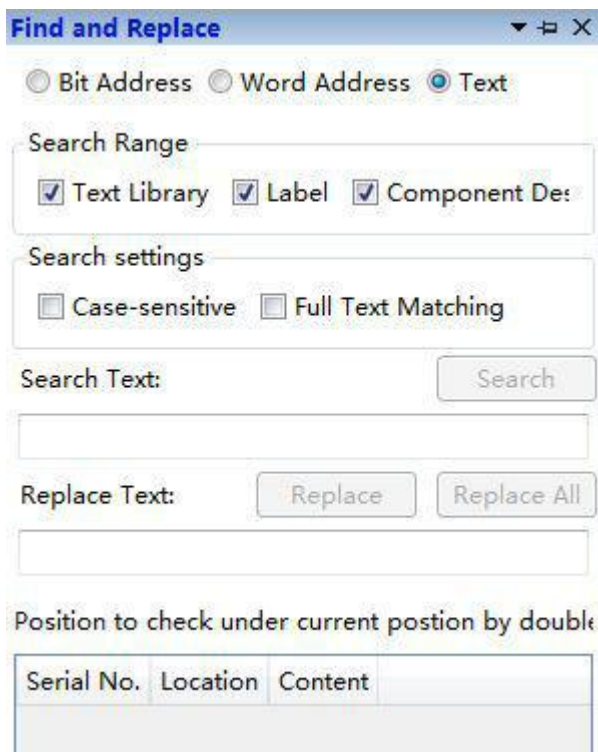 Find and Replace
Bit Address Word Address Text
Search Range
Text Library Label Component
Search settings
Case-sensitive Full Text Matching
Search Text: Search
Replace Text: Replace Replace All
Position to check under current postion by
Serial No. Location Content